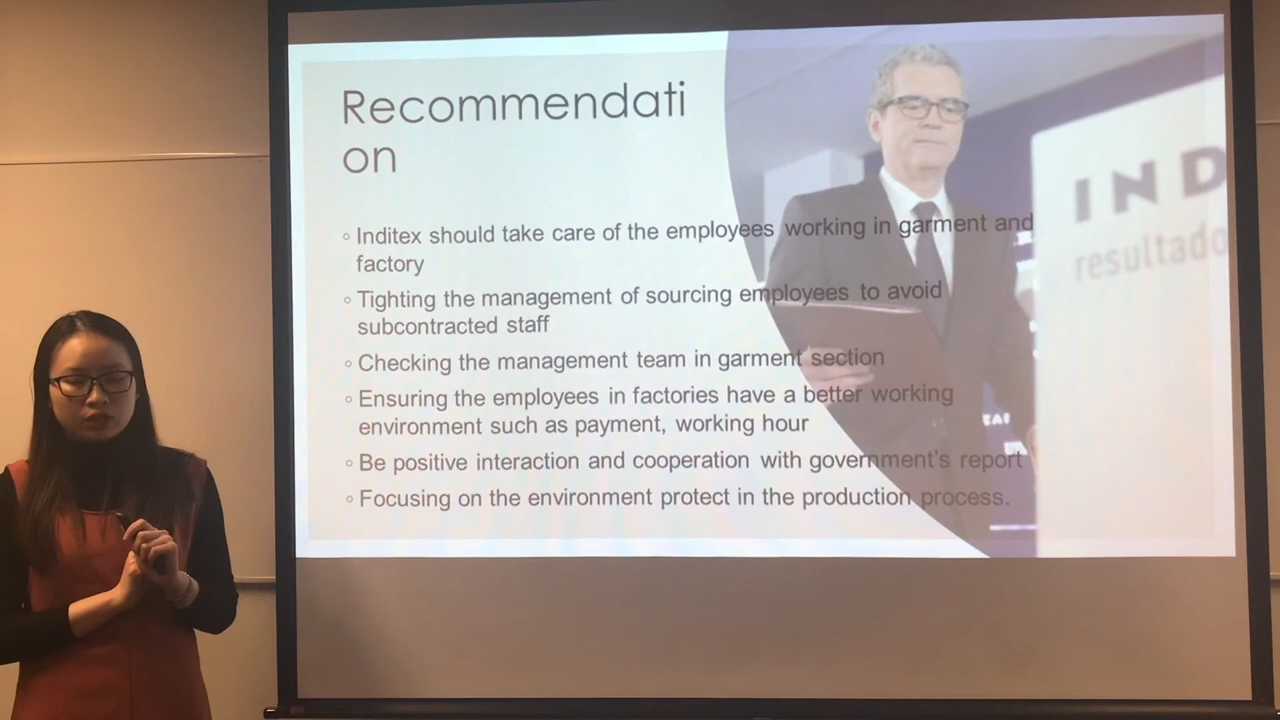 Recommendati
on
◦ Inditex should take care of the employees working in garment and
factory
◦ Tighting the management of sourcing employees to avoid
subcontracted staff
◦ Checking the management team in garment section
◦ Ensuring the employees in factories have a better working
environment such as payment, working hour
◦ Be positive interaction and cooperation with government's report
◦ Focusing on the environment protect in the production process.
IND
resultado